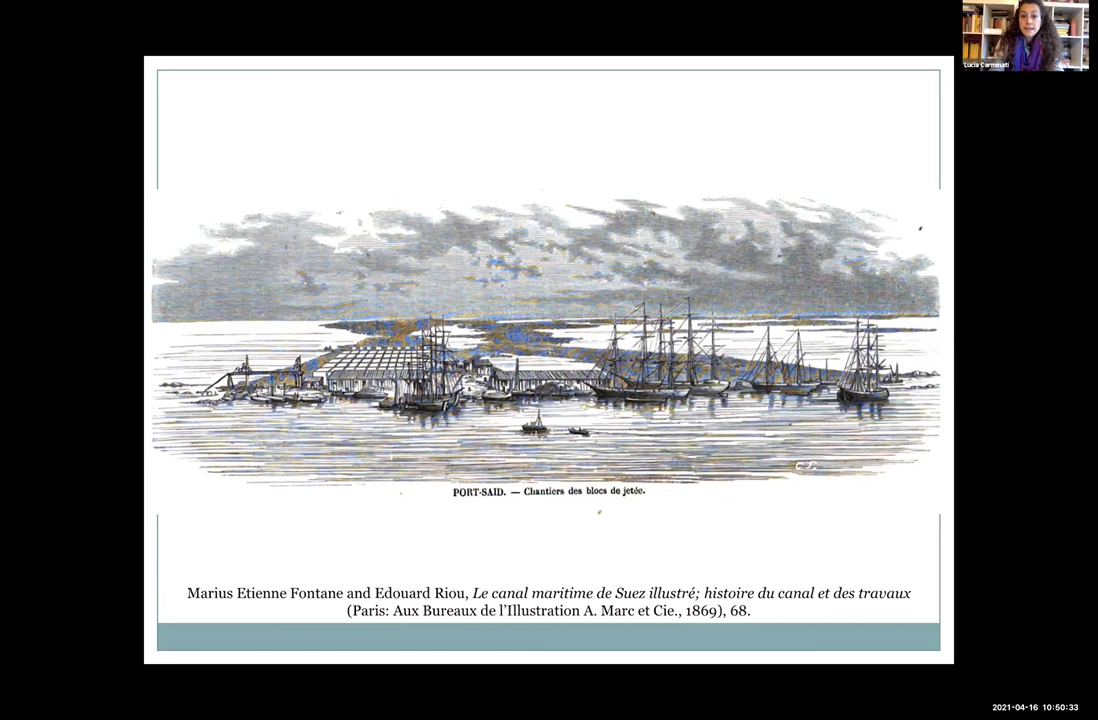 Lucia Carminati
PORT-SAID. — Chantiers des blocs de jetée.
Marius Etienne Fontane and Edouard Riou, Le canal maritime de Suez illustré; histoire du canal et des travaux
(Paris: Aux Bureaux de l’Illustration A. Marc et Cie., 1869), 68.
2021-04-16 10:50:33